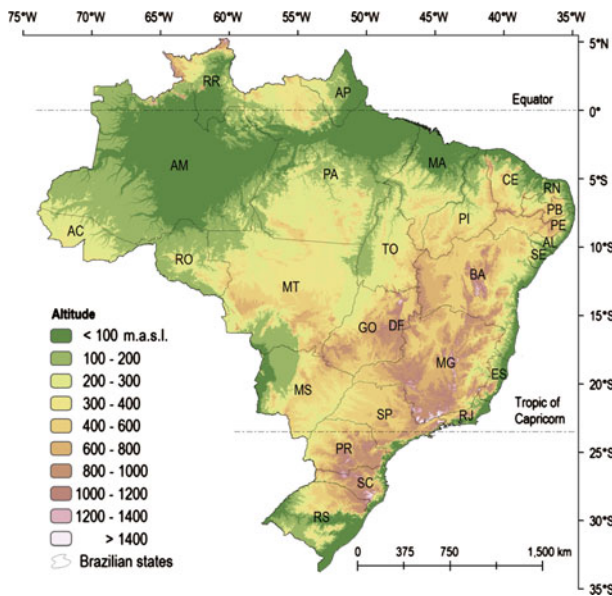 75°W 70°W 65°W 60°W 55°W 50°W 45°W 40°W 35°W
5°N
RR
AP
Equator
0°
AM
PA
MA
CE
RN
5°S
PB
PI
PE
AC
TO
AL
RO
SE
10°S
BA
MT
Altitude
GO
DF
15°S
< 100 m.a.s.l.
100 - 200
MG
ES
200 - 300
MS
20°S
300 - 400
SP
RJ
Tropic of
Capricorn
400 - 600
600 - 800
PR
25°S
800 - 1000
1000 - 1200
SC
1200 - 1400
RS
30°S
> 1400
Brazilian states
0 375 750 1,500 km
35°S